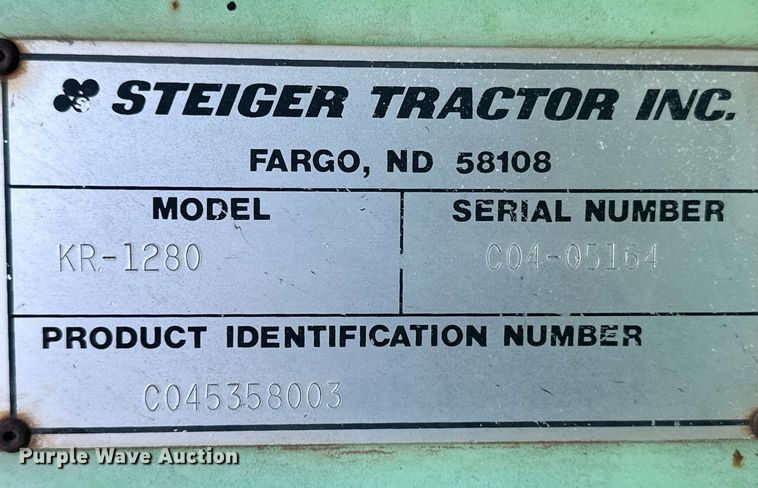 STEIGER TRACTOR INC.
FARGO, ND 58108
MODEL
SERIAL NUMBER
KR-1280
C04-05164
PRODUCT IDENTIFICATION NUMBER
C045358003
Purple Wave Auction